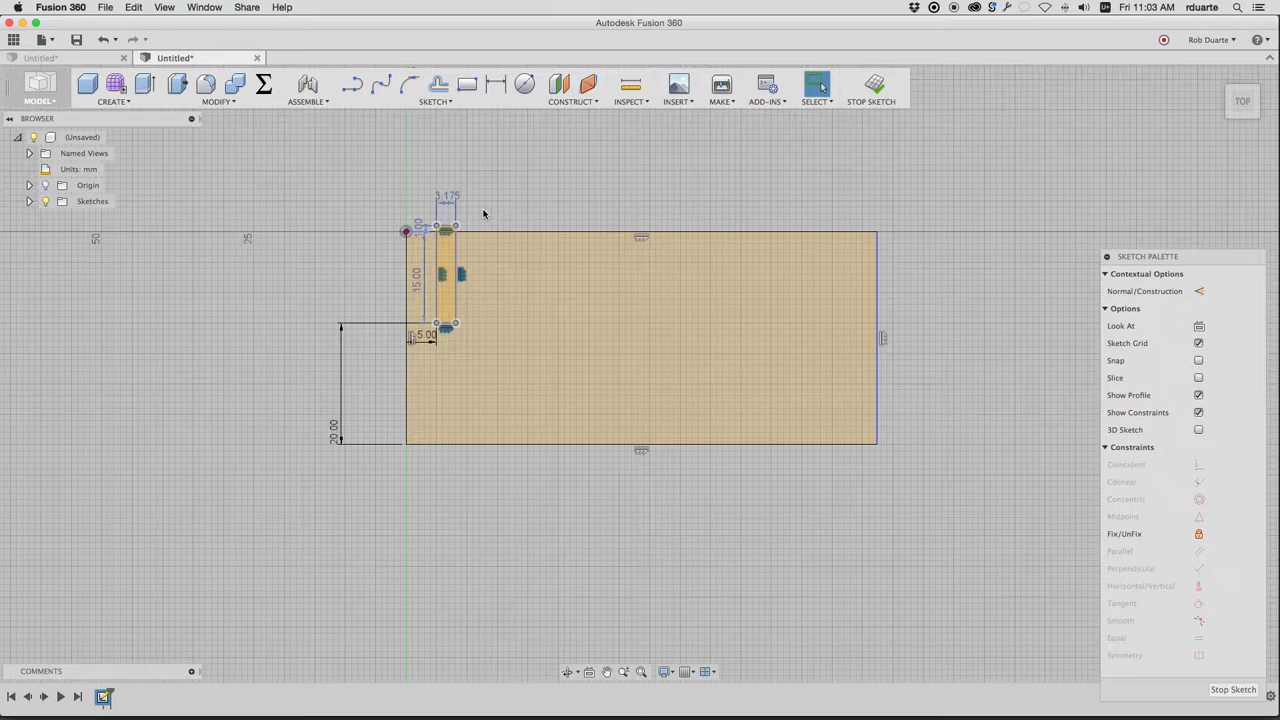 Fusion 360 File Edit View Window Share Help Fri 11:03 AM rduarte
Autodesk Fusion 360
Rob Duarte
Untitled* Untitled*
MODEL CREATE MODIFY ASSEMBLE SKETCH CONSTRUCT INSPECT INSERT MAKE ADD-INS SELECT STOP SKETCH
BROWSER
TOP
(Unsaved)
Named Views
Units: mm
Origin
Sketches
3.175
1.00
50
25
15.00
5.00
20.00
SKETCH PALETTE
Contextual Options
Normal/Construction
Options
Look At
Sketch Grid
Snap
Slice
Show Profile
Show Constraints
3D Sketch
Constraints
Coincident
Colinear
Concentric
Midpoint
Fix/UnFix
Parallel
Perpendicular
Horizontal/Vertical
Tangent
Smooth
Equal
Symmetry
COMMENTS
Stop Sketch